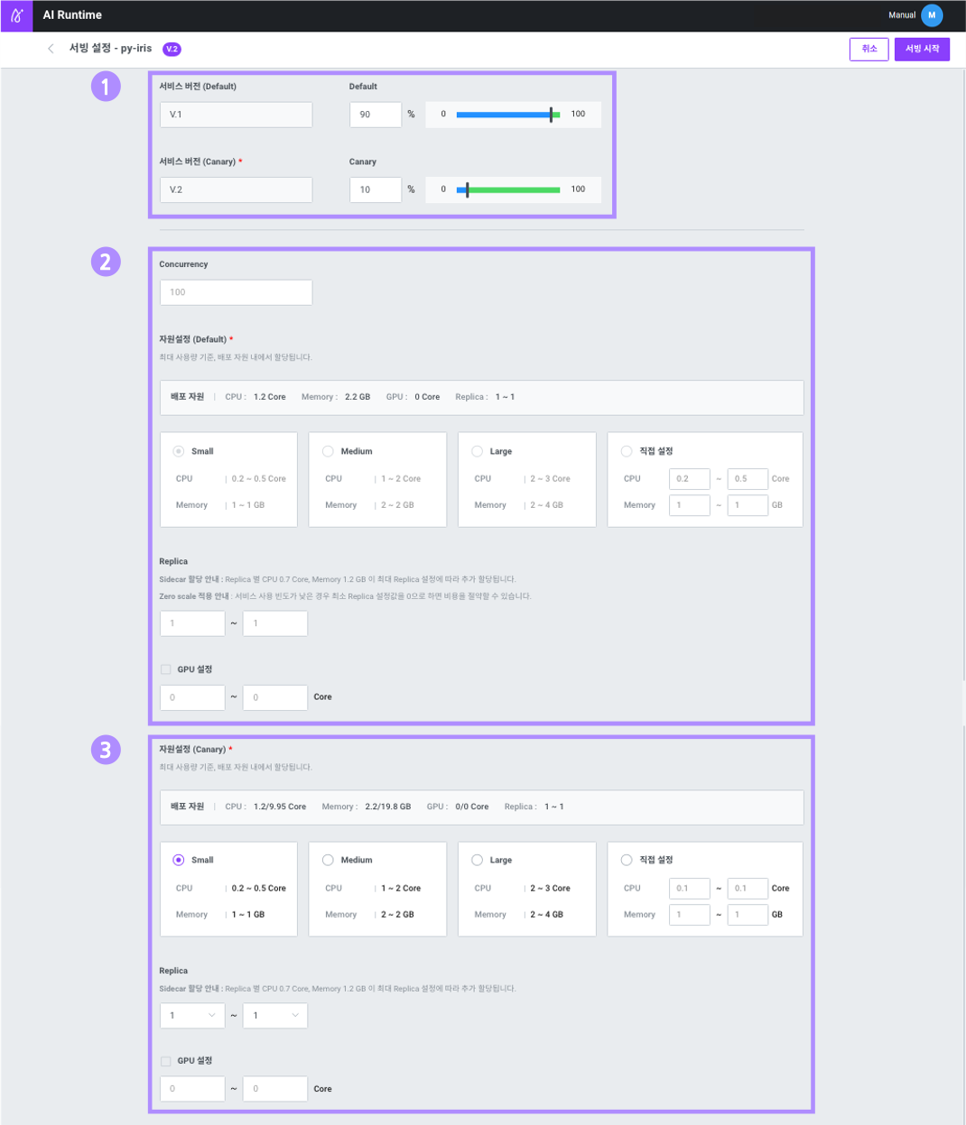 AI Runtime
Manual M
서빙 설정 - py-iris V.2
취소 서빙 시작
1
서비스 버전 (Default) Default
V.1 90 % 0 100
서비스 버전 (Canary) * Canary
V.2 10 % 0 100
2
Concurrency
100
자원설정 (Default) *
최대 사용량 기준, 배포 자원 내에서 할당됩니다.
배포 자원 | CPU : 1.2 Core Memory : 2.2 GB GPU : 0 Core Replica : 1 ~ 1
Small Medium Large 직접 설정
CPU | 0.2 ~ 0.5 Core CPU | 1 ~ 2 Core CPU | 2 ~ 3 Core CPU 0.2 ~ 0.5 Core
Memory | 1 ~ 1 GB Memory | 2 ~ 2 GB Memory | 2 ~ 4 GB Memory 1 ~ 1 GB
Replica
Sidecar 할당 안내 : Replica 별 CPU 0.7 Core, Memory 1.2 GB 이 최대 Replica 설정에 따라 추가 할당됩니다.
Zero scale 적용 안내 : 서비스 사용 빈도가 낮은 경우 최소 Replica 설정값을 0으로 하면 비용을 절약할 수 있습니다.
1 ~ 1
GPU 설정
0 ~ 0 Core
3
자원설정 (Canary) *
최대 사용량 기준, 배포 자원 내에서 할당됩니다.
배포 자원 | CPU : 1.2/9.95 Core Memory : 2.2/19.8 GB GPU : 0/0 Core Replica : 1 ~ 1
Small Medium Large 직접 설정
CPU | 0.2 ~ 0.5 Core CPU | 1 ~ 2 Core CPU | 2 ~ 3 Core CPU 0.1 ~ 0.1 Core
Memory | 1 ~ 1 GB Memory | 2 ~ 2 GB Memory | 2 ~ 4 GB Memory 1 ~ 1 GB
Replica
Sidecar 할당 안내 : Replica 별 CPU 0.7 Core, Memory 1.2 GB 이 최대 Replica 설정에 따라 추가 할당됩니다.
1 ~ 1
GPU 설정
0 ~ 0 Core